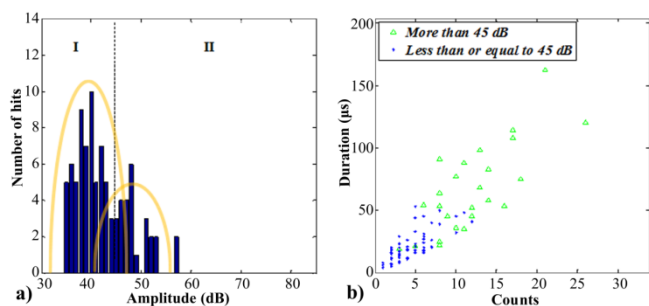 14
12
10
8
6
4
2
0
Number of hits
I
II
30 40 50 60 70 80
Amplitude (dB)
a)
200
150
100
50
0
Duration (µs)
More than 45 dB
Less than or equal to 45 dB
0 5 10 15 20 25 30
Counts
b)